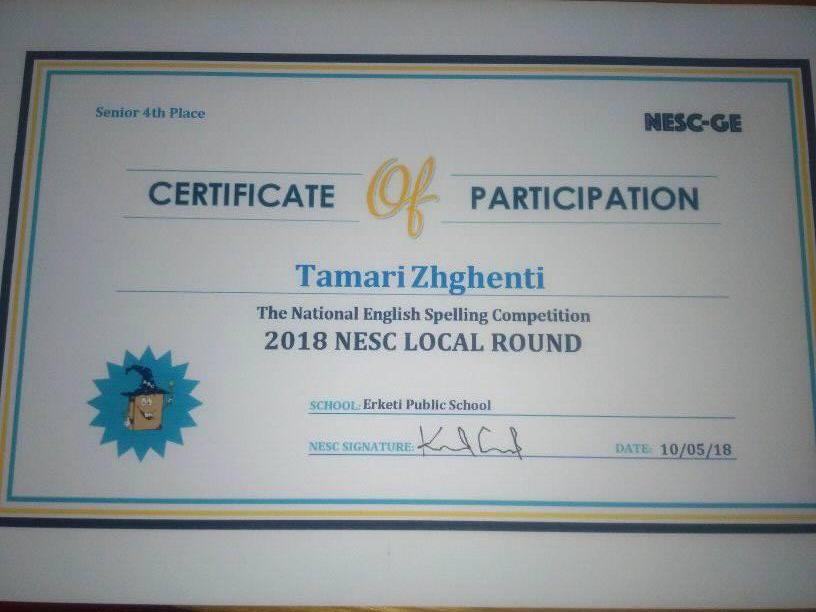 Senior 4th Place
NESC-GE
CERTIFICATE Of PARTICIPATION
Tamari Zhghenti
The National English Spelling Competition
2018 NESC LOCAL ROUND
SCHOOL: Erketi Public School
NESC SIGNATURE:
DATE: 10/05/18